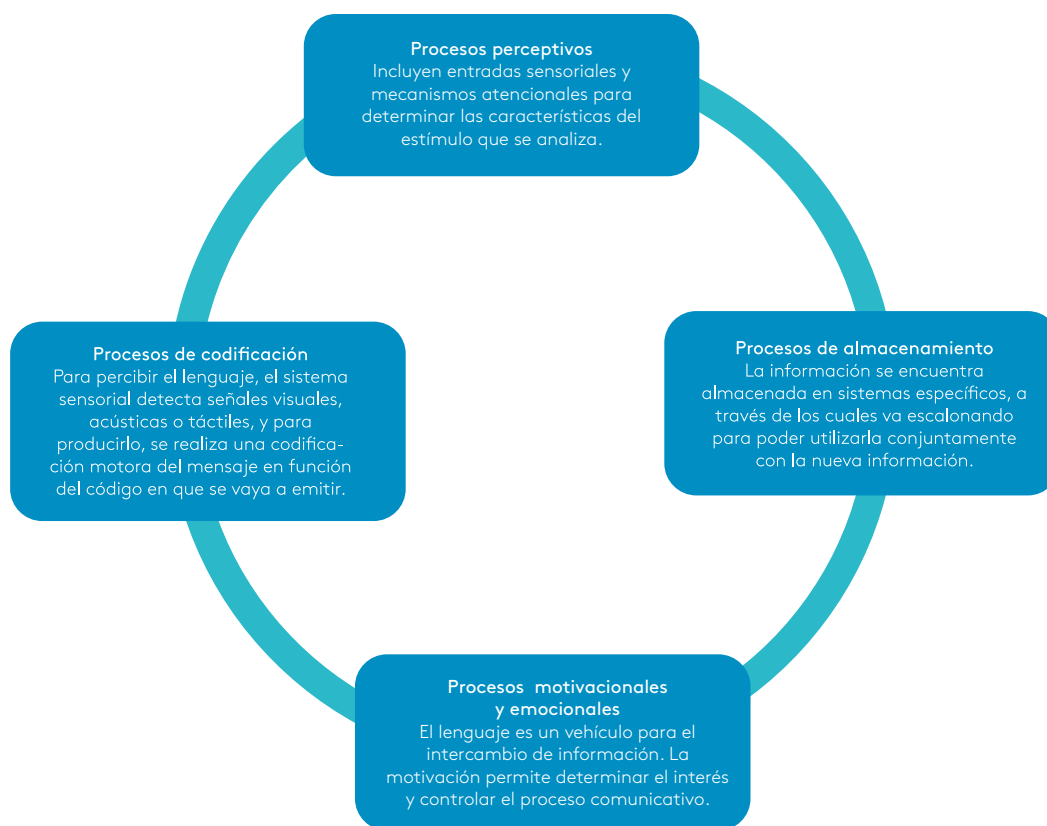 Procesos perceptivos
Incluyen entradas sensoriales y
mecanismos atencionales para
determinar las características del
estímulo que se analiza.
Procesos de codificación
Para percibir el lenguaje, el sistema
sensorial detecta señales visuales,
acústicas o táctiles, y para
producirlo, se realiza una codifica-
ción motora del mensaje en función
del código en que se vaya a emitir.
Procesos de almacenamiento
La información se encuentra
almacenada en sistemas específicos, a
través de los cuales va escalonando
para poder utilizarla conjuntamente
con la nueva información.
Procesos motivacionales
y emocionales
El lenguaje es un vehículo para el
intercambio de información. La
motivación permite determinar el interés
y controlar el proceso comunicativo.